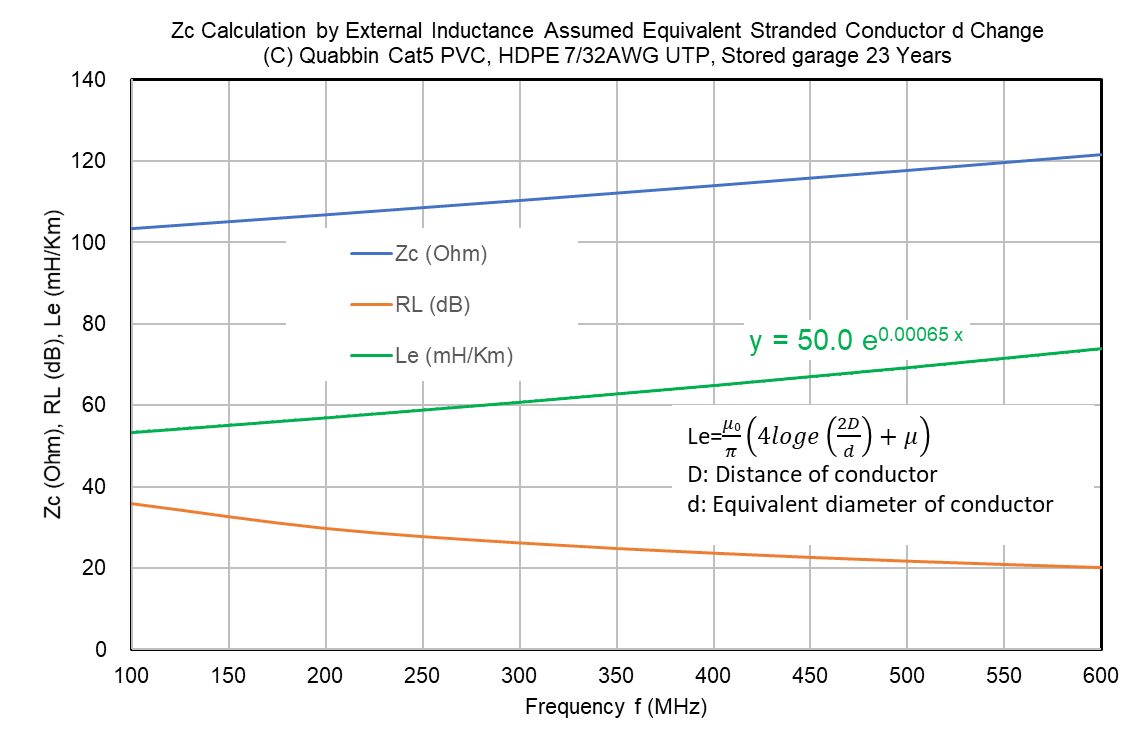 Zc Calculation by External Inductance Assumed Equivalent Stranded Conductor d Change
(C) Quabbin Cat5 PVC, HDPE 7/32AWG UTP, Stored garage 23 Years
Zc (Ohm), RL (dB), Le (mH/Km)
140
120
100
80
60
40
20
0
Zc (Ohm)
RL (dB)
Le (mH/Km)
y = 50.0 e^0.00065 x
Le=μ₀/π (4loge (2D/d) + μ)
D: Distance of conductor
d: Equivalent diameter of conductor
100 150 200 250 300 350 400 450 500 550 600
Frequency f (MHz)